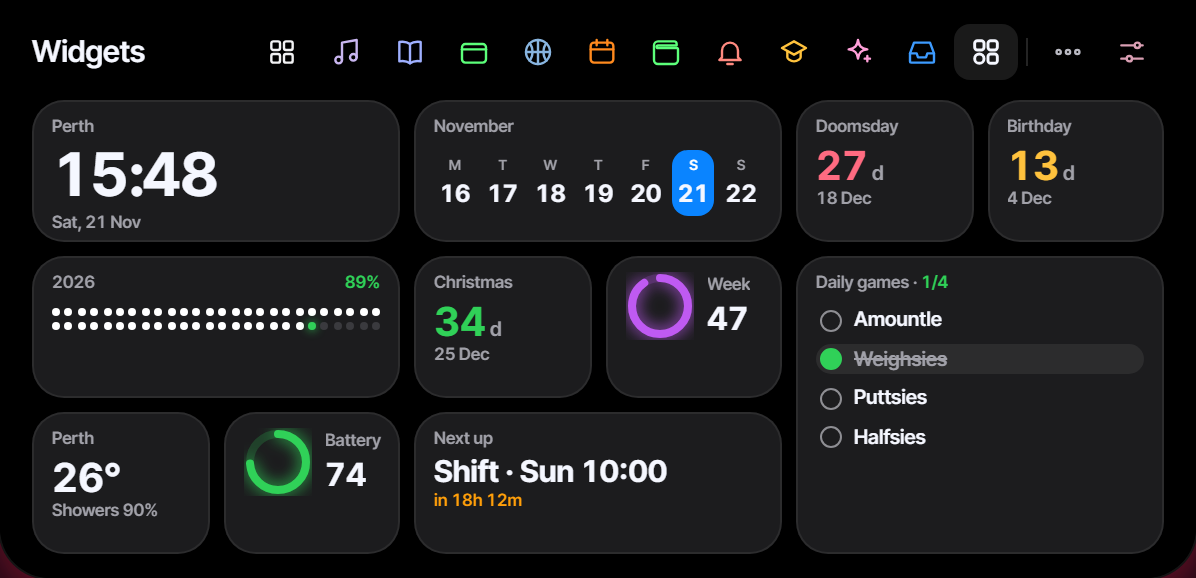 Widgets
Perth
15:48
Sat, 21 Nov
November
M T W T F S S
16 17 18 19 20 21 22
Doomsday
27 d
18 Dec
Birthday
13 d
4 Dec
2026 89%
Christmas
34 d
25 Dec
Week
47
Daily games · 1/4
Amountle
Weighsies
Puttsies
Halfsies
Perth
26°
Showers 90%
Battery
74
Next up
Shift · Sun 10:00
in 18h 12m